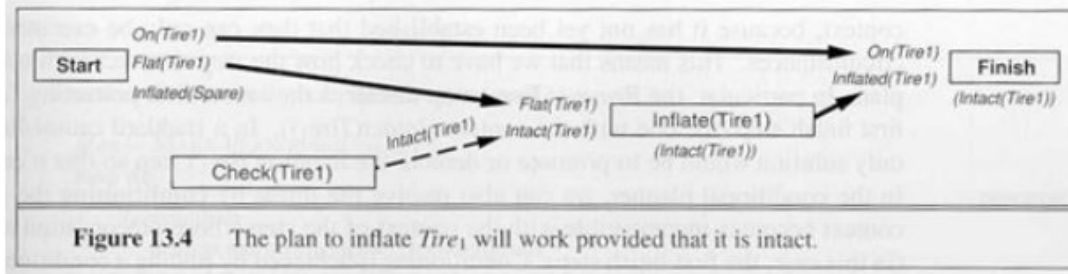 On(Tire1)
Start
Flat(Tire1)
Inflated(Spare)
On(Tire1)
Inflated(Tire1)
Finish
(Intact(Tire1))
Flat(Tire1)
Intact(Tire1)
Inflate(Tire1)
(Intact(Tire1))
Intact(Tire1)
Check(Tire1)
Figure 13.4 The plan to inflate Tire₁ will work provided that it is intact.